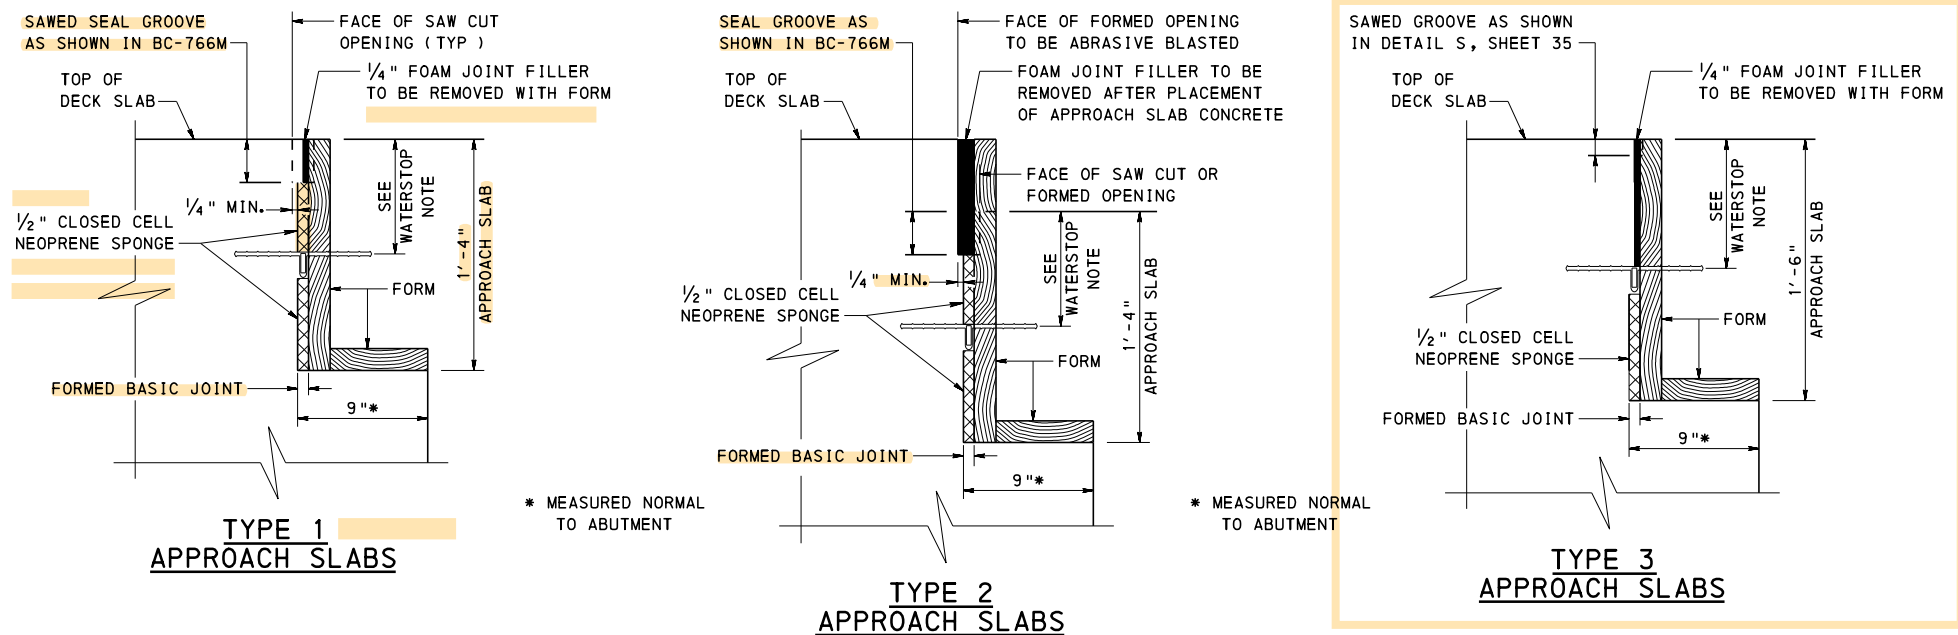 SAWED SEAL GROOVE
AS SHOWN IN BC-766M
FACE OF SAW CUT
OPENING (TYP )
TOP OF
DECK SLAB
1/4" FOAM JOINT FILLER
TO BE REMOVED WITH FORM
1/4" MIN.
SEE
WATERSTOP
NOTE
1'-4"
APPROACH SLAB
1/2" CLOSED CELL
NEOPRENE SPONGE
FORM
FORMED BASIC JOINT
9"*
* MEASURED NORMAL
TO ABUTMENT
TYPE 1
APPROACH SLABS
SEAL GROOVE AS
SHOWN IN BC-766M
FACE OF FORMED OPENING
TO BE ABRASIVE BLASTED
TOP OF
DECK SLAB
FOAM JOINT FILLER TO BE
REMOVED AFTER PLACEMENT
OF APPROACH SLAB CONCRETE
FACE OF SAW CUT OR
FORMED OPENING
1/4" MIN.
SEE
WATERSTOP
NOTE
1'-4"
APPROACH SLAB
1/2" CLOSED CELL
NEOPRENE SPONGE
FORM
FORMED BASIC JOINT
9"*
* MEASURED NORMAL
TO ABUTMENT
TYPE 2
APPROACH SLABS
SAWED GROOVE AS SHOWN
IN DETAIL S, SHEET 35
TOP OF
DECK SLAB
1/4" FOAM JOINT FILLER
TO BE REMOVED WITH FORM
SEE
WATERSTOP
NOTE
1'-6"
APPROACH SLAB
1/2" CLOSED CELL
NEOPRENE SPONGE
FORM
FORMED BASIC JOINT
9"*
TYPE 3
APPROACH SLABS